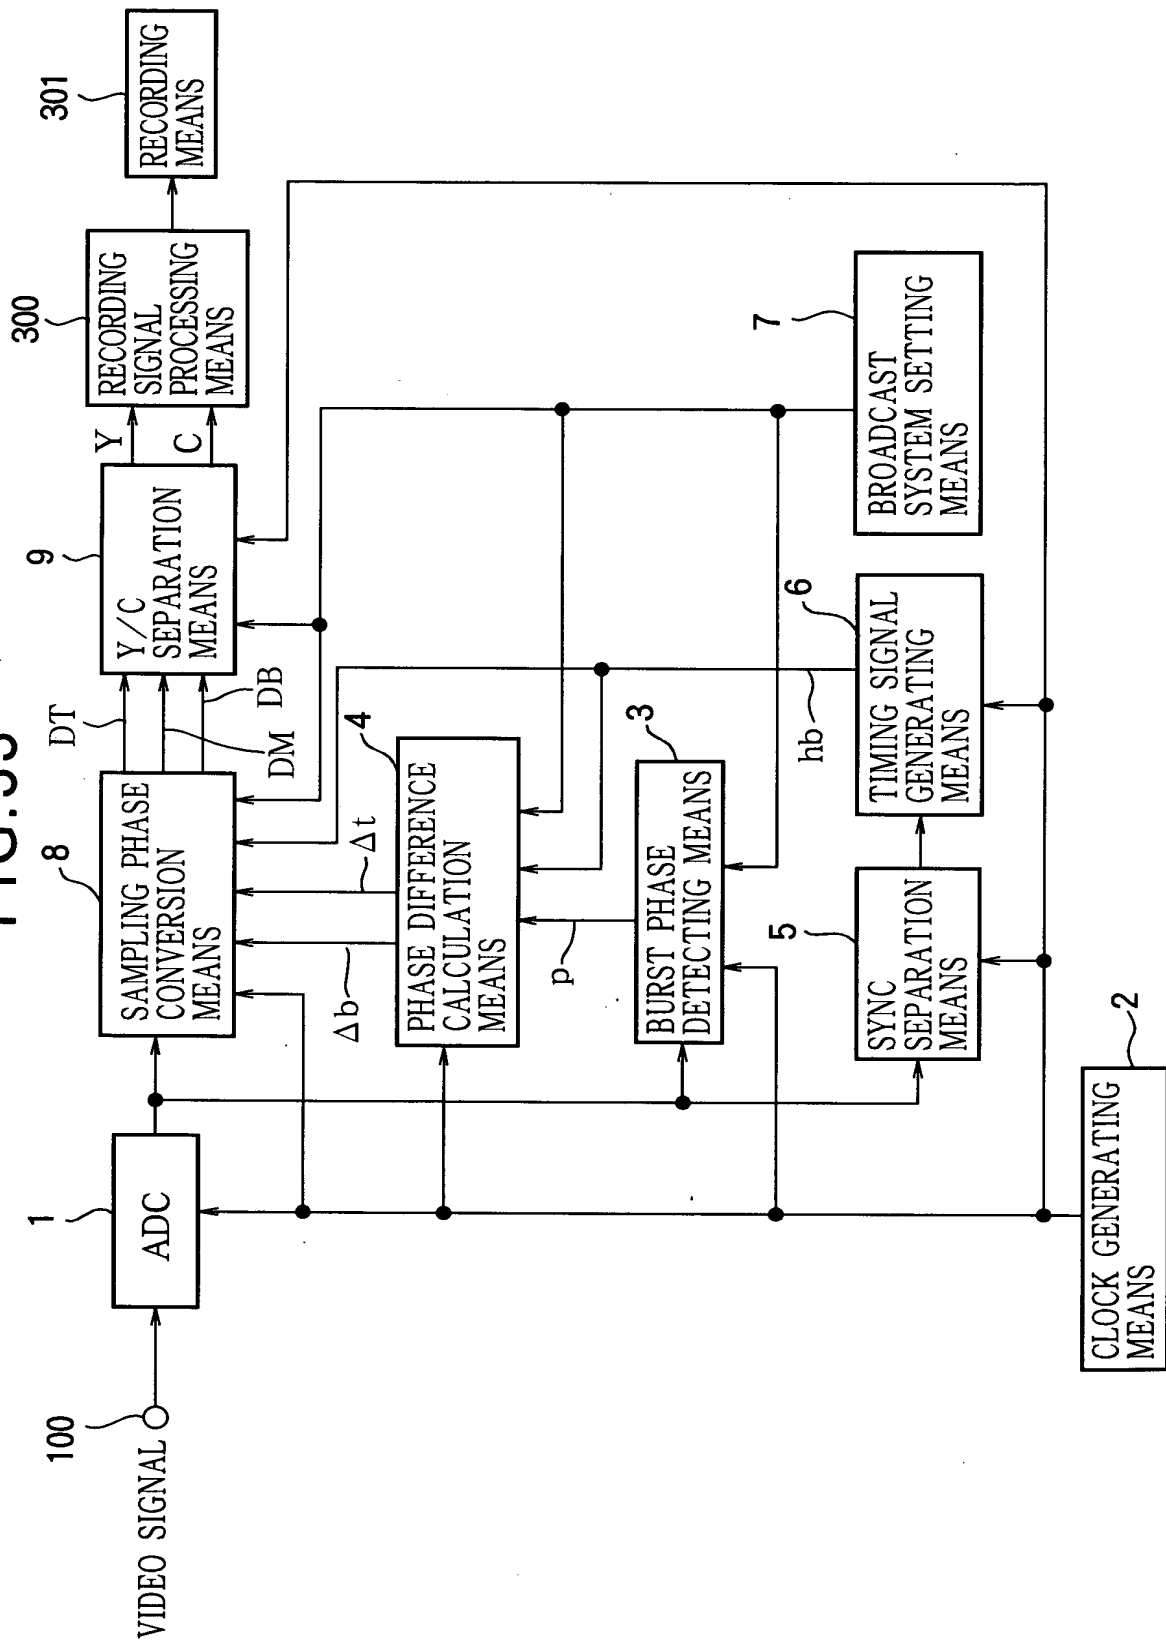 100
VIDEO SIGNAL
1
ADC
8
SAMPLING PHASE
CONVERSION
MEANS
DT
DM
DB
9
Y/C
SEPARATION
MEANS
Y
C
300
RECORDING
SIGNAL
PROCESSING
MEANS
301
RECORDING
MEANS
Δb
Δt
4
PHASE DIFFERENCE
CALCULATION
MEANS
p
3
BURST PHASE
DETECTING MEANS
hb
5
SYNC
SEPARATION
MEANS
6
TIMING SIGNAL
GENERATING
MEANS
7
BROADCAST
SYSTEM SETTING
MEANS
2
CLOCK GENERATING
MEANS